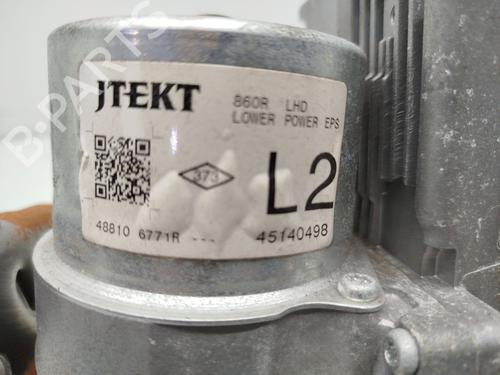 JTEKT
860R LHD
LOWER POWER EPS
373
L2
48810 6771R ---
45140498
B-PARTS